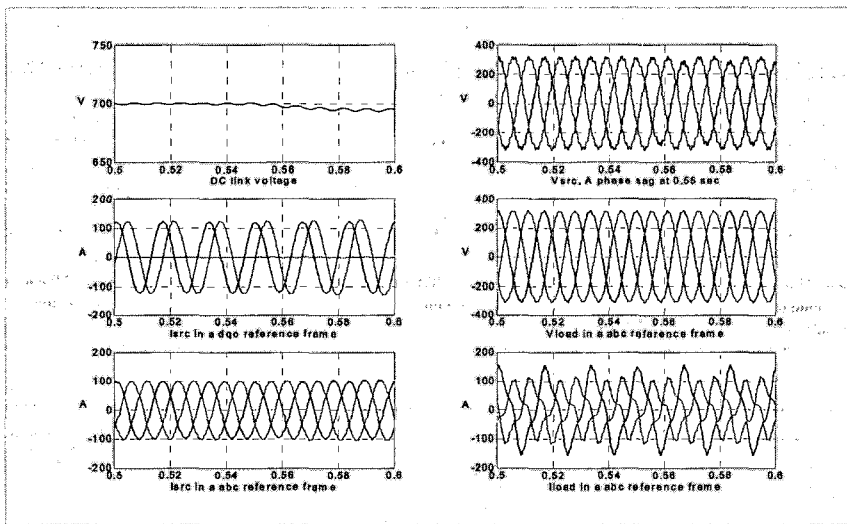 750
V 700
650
0.5 0.52 0.54 0.56 0.58 0.6
DC link voltage
400
200
V 0
-200
-400
0.5 0.52 0.54 0.56 0.58 0.6
Vsrc, A phase sag at 0.56 sec
200
100
A 0
-100
-200
0.5 0.52 0.54 0.56 0.58 0.6
Isrc in a dqo reference frame
400
200
V 0
-200
-400
0.5 0.52 0.54 0.56 0.58 0.6
Vload in a abc reference frame
200
100
A 0
-100
-200
0.5 0.52 0.54 0.56 0.58 0.6
Isrc in a abc reference frame
200
100
A 0
-100
-200
0.5 0.52 0.54 0.56 0.58 0.6
Iload in a abc reference frame